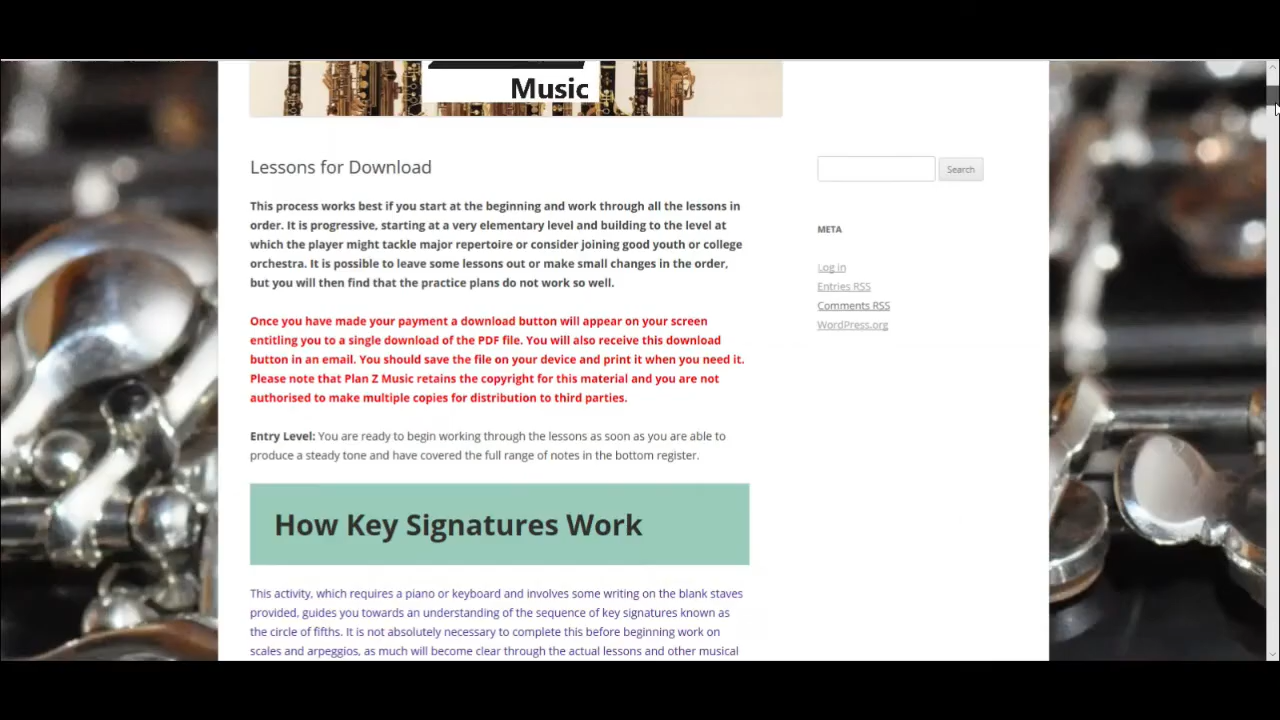 Music
Lessons for Download
Search
This process works best if you start at the beginning and work through all the lessons in
order. It is progressive, starting at a very elementary level and building to the level at
which the player might tackle major repertoire or consider joining good youth or college
orchestra. It is possible to leave some lessons out or make small changes in the order,
but you will then find that the practice plans do not work so well.
META
Log in
Entries RSS
Comments RSS
WordPress.org
Once you have made your payment a download button will appear on your screen
entitling you to a single download of the PDF file. You will also receive this download
button in an email. You should save the file on your device and print it when you need it.
Please note that Plan Z Music retains the copyright for this material and you are not
authorised to make multiple copies for distribution to third parties.
Entry Level: You are ready to begin working through the lessons as soon as you are able to
produce a steady tone and have covered the full range of notes in the bottom register.
How Key Signatures Work
This activity, which requires a piano or keyboard and involves some writing on the blank staves
provided, guides you towards an understanding of the sequence of key signatures known as
the circle of fifths. It is not absolutely necessary to complete this before beginning work on
scales and arpeggios, as much will become clear through the actual lessons and other musical